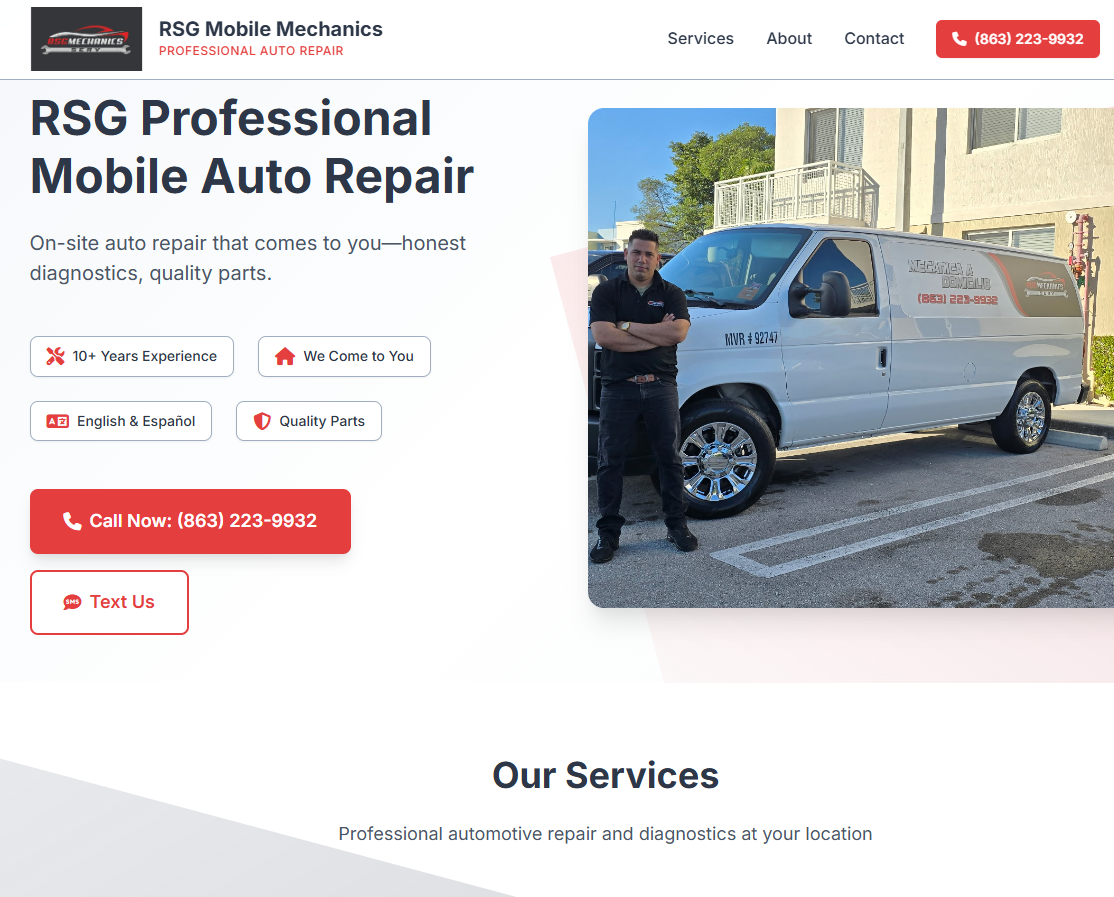 RSGMECHANICS
SERV
RSG Mobile Mechanics
PROFESSIONAL AUTO REPAIR
Services
About
Contact
(863) 223-9932
RSG Professional
Mobile Auto Repair
On-site auto repair that comes to you—honest
diagnostics, quality parts.
10+ Years Experience
We Come to You
English & Español
Quality Parts
SMS
Call Now: (863) 223-9932
Text Us
MECANICA A
DOMICILIO
(863) 223-9932
MVR # 92747
Our Services
Professional automotive repair and diagnostics at your location